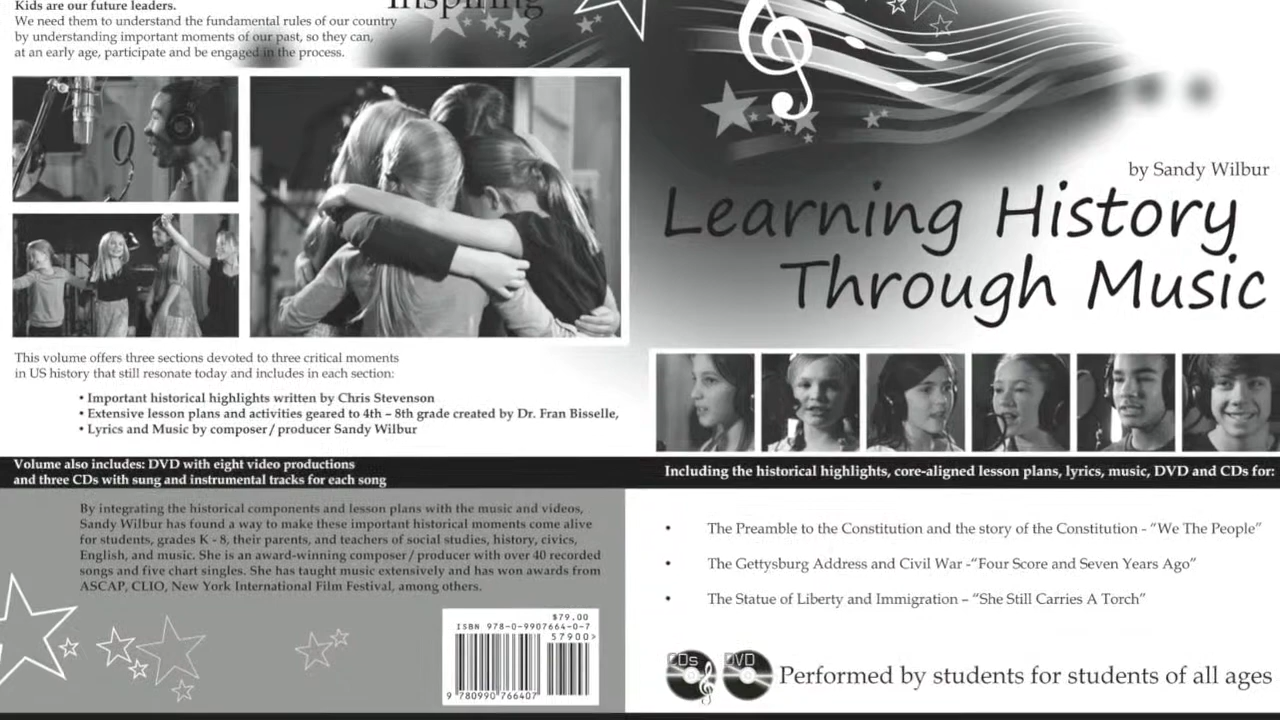 Kids are our future leaders.
We need them to understand the fundamental rules of our country
by understanding important moments of our past, so they can,
at an early age, participate and be engaged in the process.
Inspiring
This volume offers three sections devoted to three critical moments
in US history that still resonate today and includes in each section:
• Important historical highlights written by Chris Stevenson
• Extensive lesson plans and activities geared to 4th – 8th grade created by Dr. Fran Bisselle,
• Lyrics and Music by composer / producer Sandy Wilbur
Volume also includes: DVD with eight video productions
and three CDs with sung and instrumental tracks for each song
By integrating the historical components and lesson plans with the music and videos,
Sandy Wilbur has found a way to make these important historical moments come alive
for students, grades K - 8, their parents, and teachers of social studies, history, civics,
English, and music. She is an award-winning composer / producer with over 40 recorded
songs and five chart singles. She has taught music extensively and has won awards from
ASCAP, CLIO, New York International Film Festival, among others.
$79.00
ISBN 978-0-9907664-0-7
57900>
9 780990 766407
by Sandy Wilbur
Learning History
Through Music
Including the historical highlights, core-aligned lesson plans, lyrics, music, DVD and CDs for:
• The Preamble to the Constitution and the story of the Constitution - “We The People”
• The Gettysburg Address and Civil War -“Four Score and Seven Years Ago”
• The Statue of Liberty and Immigration – “She Still Carries A Torch”
CDs
DVD
Performed by students for students of all ages